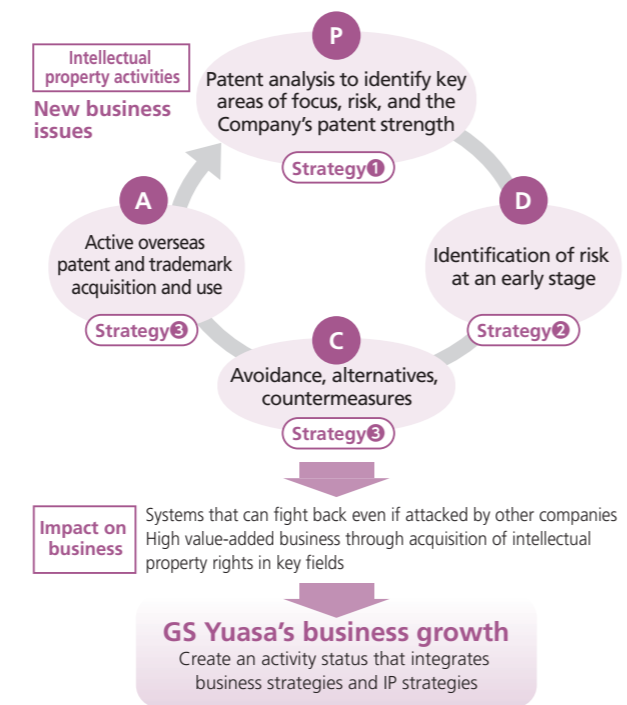 Intellectual
property activities
New business
issues
P
Patent analysis to identify key
areas of focus, risk, and the
Company’s patent strength
Strategy❶
D
Identification of risk
at an early stage
Strategy❷
C
Avoidance, alternatives,
countermeasures
Strategy❸
A
Active overseas
patent and trademark
acquisition and use
Strategy❸
Impact on
business
Systems that can fight back even if attacked by other companies
High value-added business through acquisition of intellectual
property rights in key fields
GS Yuasa’s business growth
Create an activity status that integrates
business strategies and IP strategies